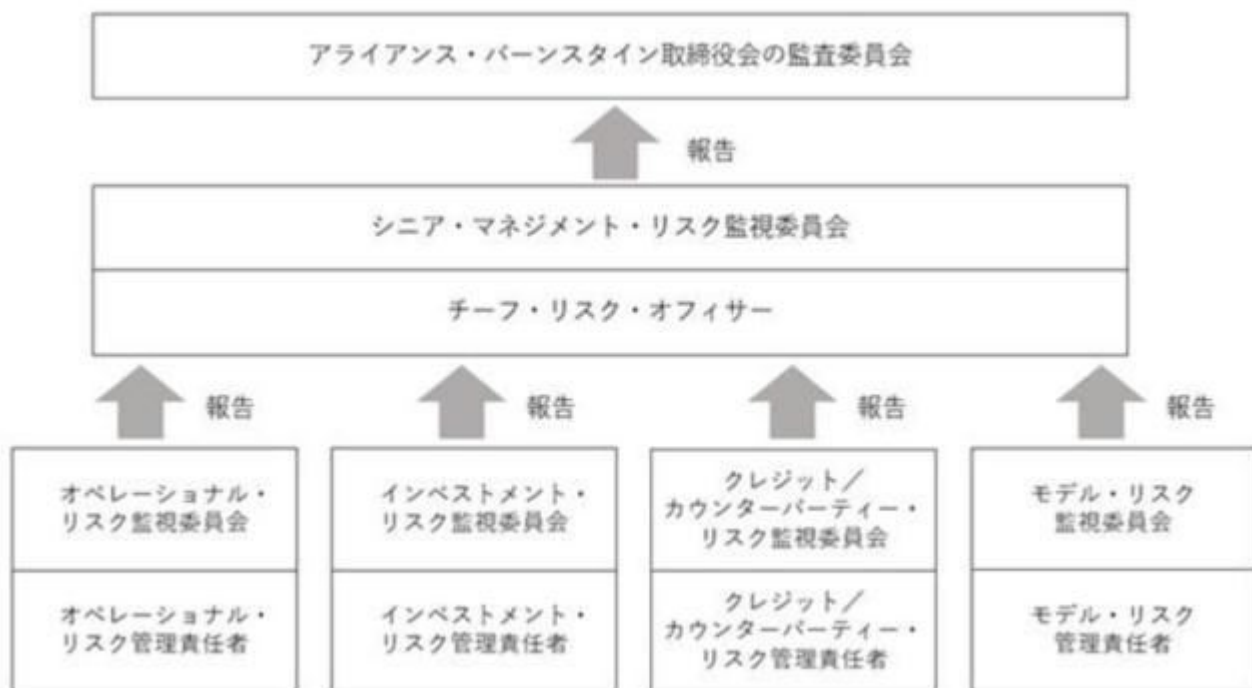 アライアンス・バーンスタイン取締役会の監査委員会
報告
シニア・マネジメント・リスク監視委員会
チーフ・リスク・オフィサー
報告
報告
報告
報告
オペレーショナル・
リスク監視委員会
インベストメント・
リスク監視委員会
クレジット／
カウンターパーティー・
リスク監視委員会
モデル・リスク
監視委員会
オペレーショナル・
リスク管理責任者
インベストメント・
リスク管理責任者
クレジット／
カウンターパーティー・
リスク管理責任者
モデル・リスク
管理責任者